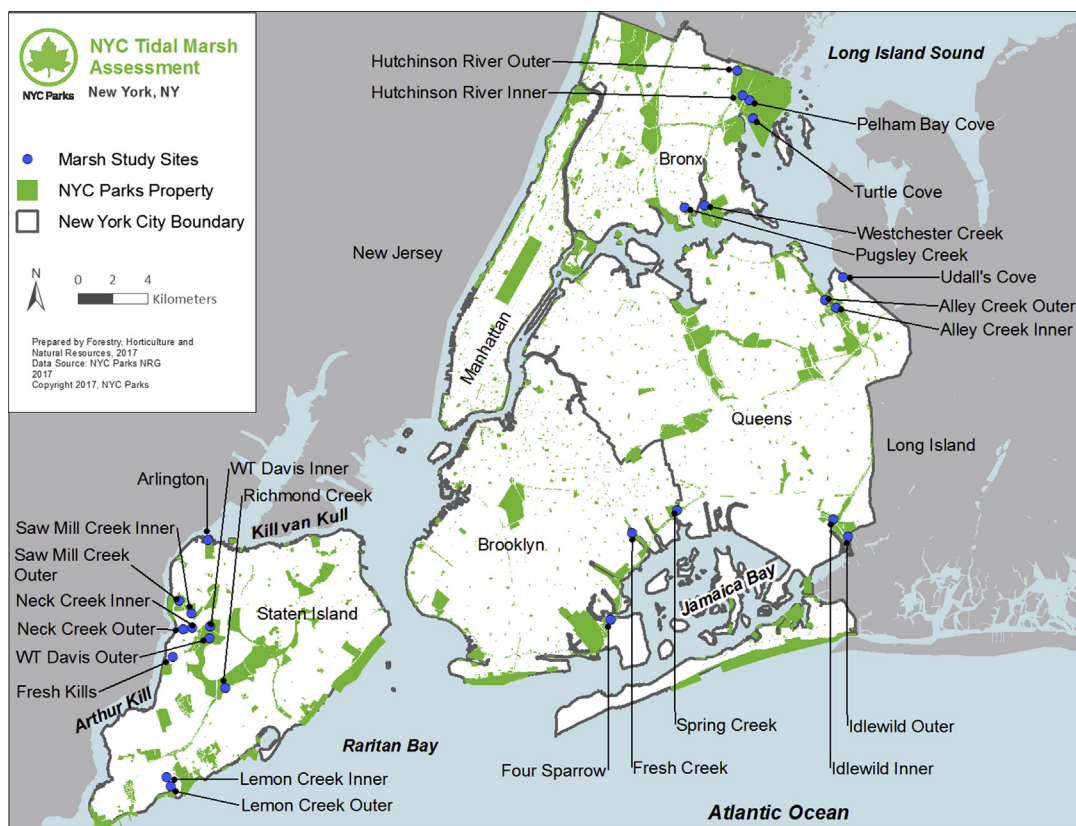 NYC Parks
NYC Tidal Marsh
Assessment
New York, NY
Marsh Study Sites
NYC Parks Property
New York City Boundary
N
0 2 4
Kilometers
Prepared by Forestry, Horticulture and
Natural Resources, 2017
Data Source: NYC Parks NRG
2017
Copyright 2017, NYC Parks
Long Island Sound
Hutchinson River Outer
Hutchinson River Inner
Pelham Bay Cove
Bronx
Turtle Cove
Westchester Creek
Pugsley Creek
New Jersey
Udall's Cove
Alley Creek Outer
Alley Creek Inner
Manhattan
Queens
Long Island
WT Davis Inner
Arlington
Richmond Creek
Kill van Kull
Saw Mill Creek Inner
Saw Mill Creek
Outer
Neck Creek Inner
Neck Creek Outer
WT Davis Outer
Fresh Kills
Staten Island
Arthur Kill
Brooklyn
Jamaica Bay
Raritan Bay
Spring Creek
Idlewild Outer
Four Sparrow
Fresh Creek
Idlewild Inner
Lemon Creek Inner
Lemon Creek Outer
Atlantic Ocean